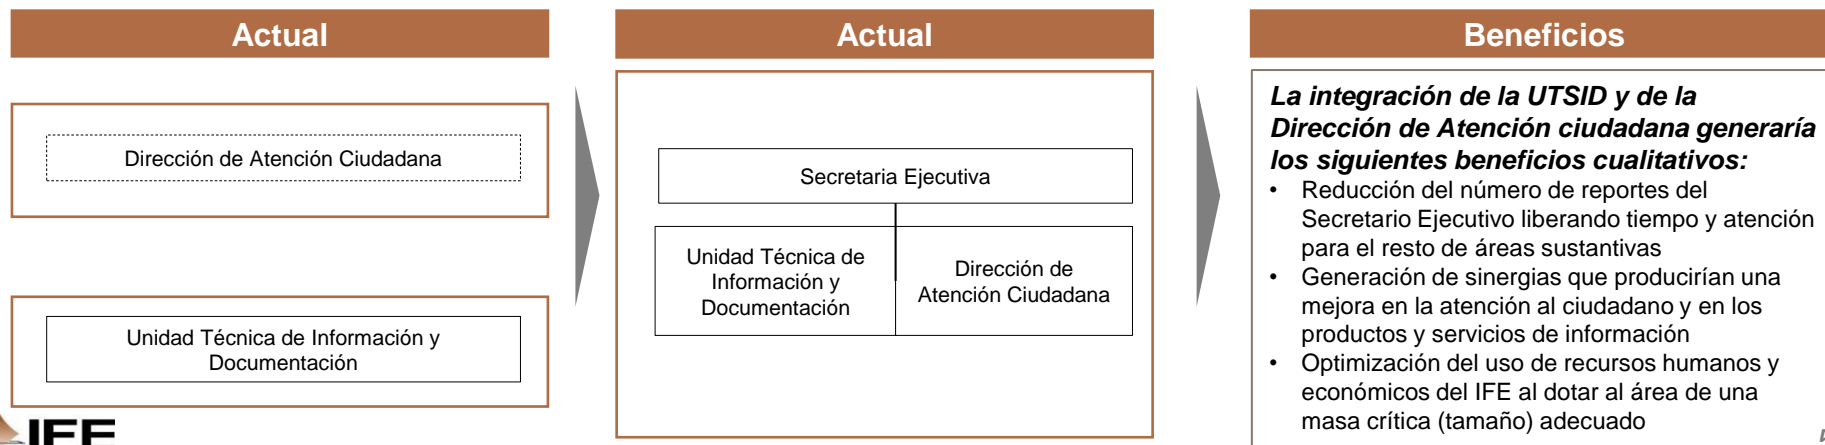 Actual
Dirección de Atención Ciudadana
Unidad Técnica de Información y
Documentación
IFE
Actual
Secretaria Ejecutiva
Unidad Técnica de
Información y
Documentación
Dirección de
Atención Ciudadana
Beneficios
La integración de la UTSID y de la
Dirección de Atención ciudadana generaría
los siguientes beneficios cualitativos:
• Reducción del número de reportes del
Secretario Ejecutivo liberando tiempo y atención
para el resto de áreas sustantivas
• Generación de sinergias que producirían una
mejora en la atención al ciudadano y en los
productos y servicios de información
• Optimización del uso de recursos humanos y
económicos del IFE al dotar al área de una
masa crítica (tamaño) adecuado